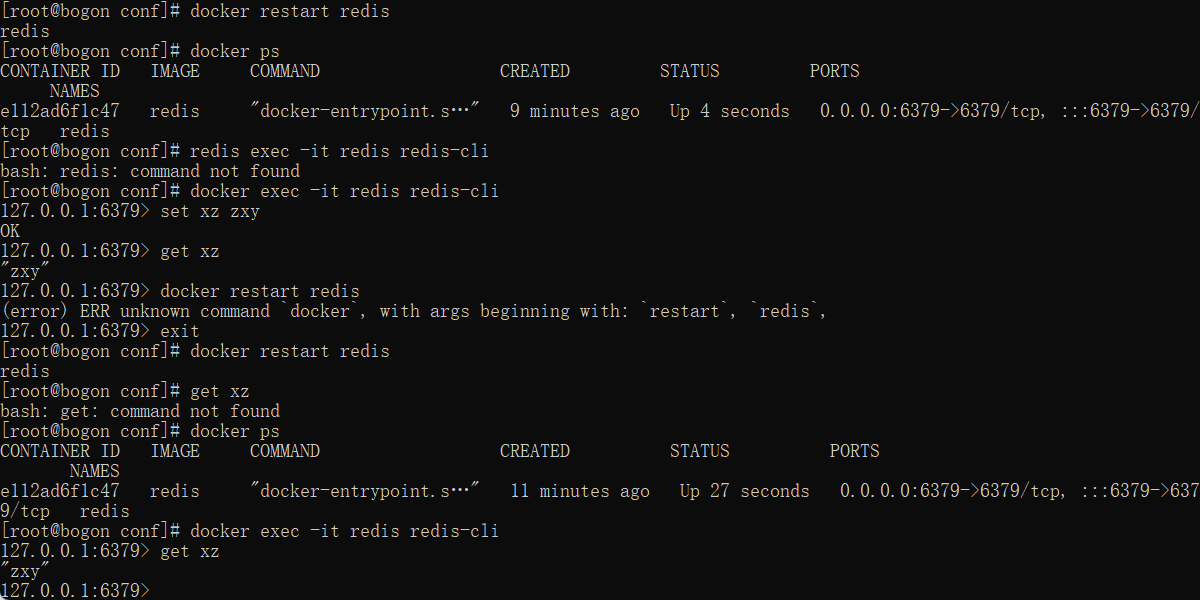 [root@bogon conf]# docker restart redis
redis
[root@bogon conf]# docker ps
CONTAINER ID   IMAGE     COMMAND                  CREATED         STATUS         PORTS
     NAMES
e112ad6f1c47   redis     "docker-entrypoint.s…"   9 minutes ago   Up 4 seconds   0.0.0.0:6379->6379/tcp, :::6379->6379/
tcp   redis
[root@bogon conf]# redis exec -it redis redis-cli
bash: redis: command not found
[root@bogon conf]# docker exec -it redis redis-cli
127.0.0.1:6379> set xz zxy
OK
127.0.0.1:6379> get xz
"zxy"
127.0.0.1:6379> docker restart redis
(error) ERR unknown command `docker`, with args beginning with: `restart`, `redis`,
127.0.0.1:6379> exit
[root@bogon conf]# docker restart redis
redis
[root@bogon conf]# get xz
bash: get: command not found
[root@bogon conf]# docker ps
CONTAINER ID   IMAGE     COMMAND                  CREATED          STATUS          PORTS
       NAMES
e112ad6f1c47   redis     "docker-entrypoint.s…"   11 minutes ago   Up 27 seconds   0.0.0.0:6379->6379/tcp, :::6379->637
9/tcp   redis
[root@bogon conf]# docker exec -it redis redis-cli
127.0.0.1:6379> get xz
"zxy"
127.0.0.1:6379>